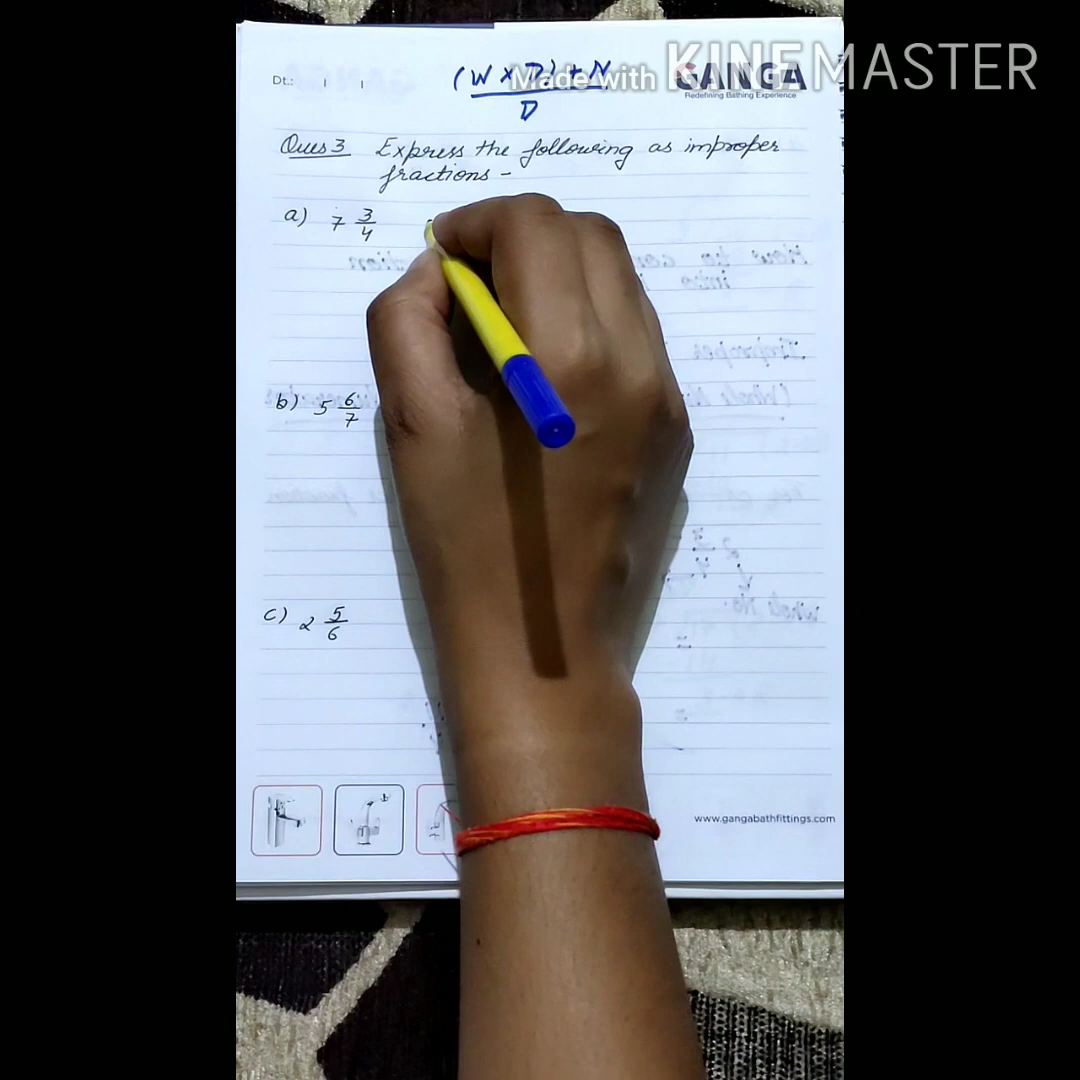 Made with KINEMASTER
Dt.: I I
GANGA
Redefining Bathing Experience
(W x D) + N
D
Ques 3 Express the following as improper
fractions -
a) 7 3/4
b) 5 6/7
c) 2 5/6
www.gangabathfittings.com